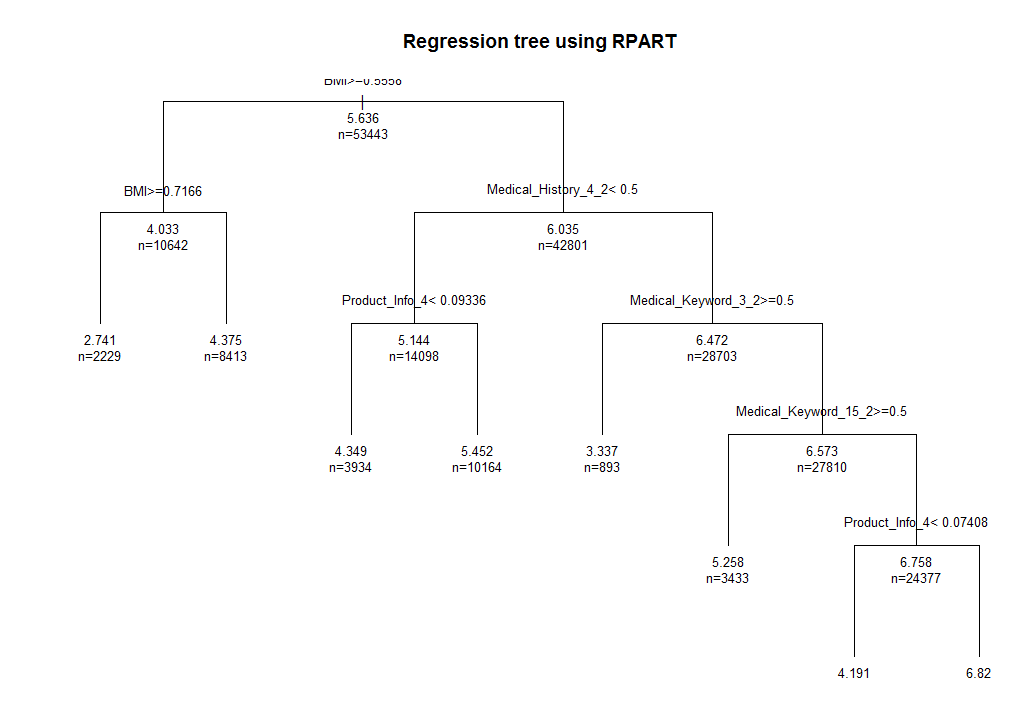 Regression tree using RPART
5.636
n=53443
BMI>=0.7166
Medical_History_4_2< 0.5
4.033
n=10642
6.035
n=42801
Product_Info_4< 0.09336
Medical_Keyword_3_2>=0.5
2.741
n=2229
4.375
n=8413
5.144
n=14098
6.472
n=28703
Medical_Keyword_15_2>=0.5
4.349
n=3934
5.452
n=10164
3.337
n=893
6.573
n=27810
Product_Info_4< 0.07408
5.258
n=3433
6.758
n=24377
4.191
6.82